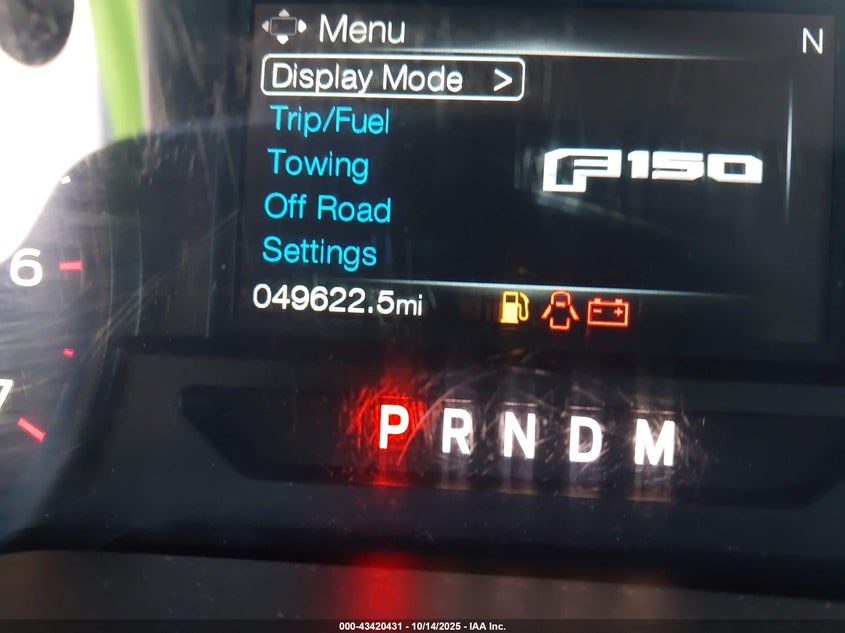 Menu
N
Display Mode >
Trip/Fuel
Towing
F150
Off Road
Settings
049622.5mi
6
7
P R N D M
000-43420431 - 10/14/2025 - IAA Inc.